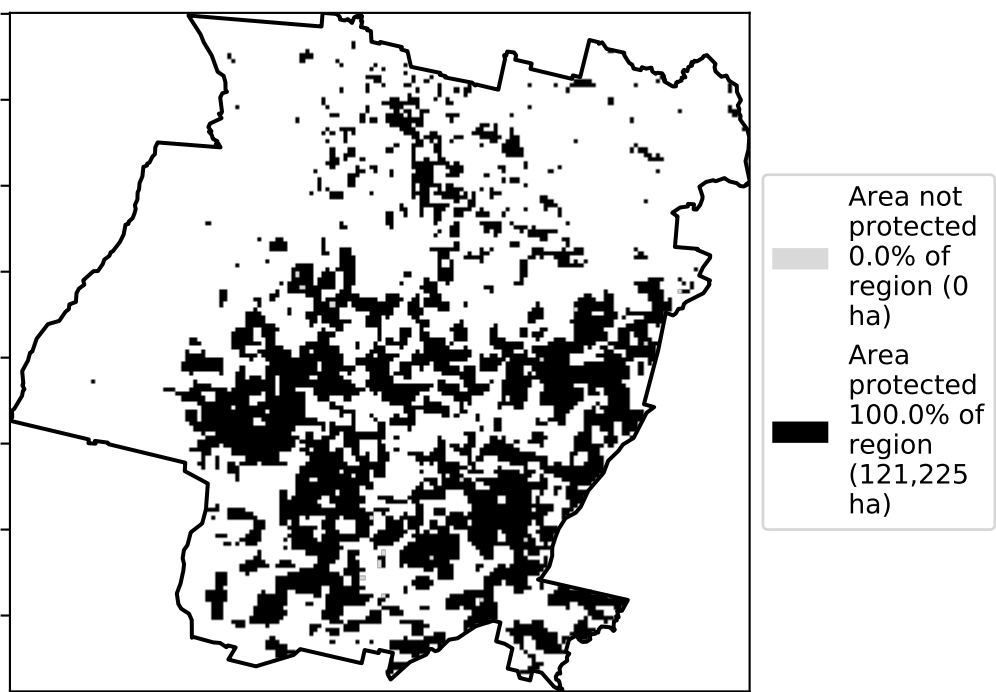 Area not
protected
0.0% of
region (0
ha)
Area
protected
100.0% of
region
(121,225
ha)